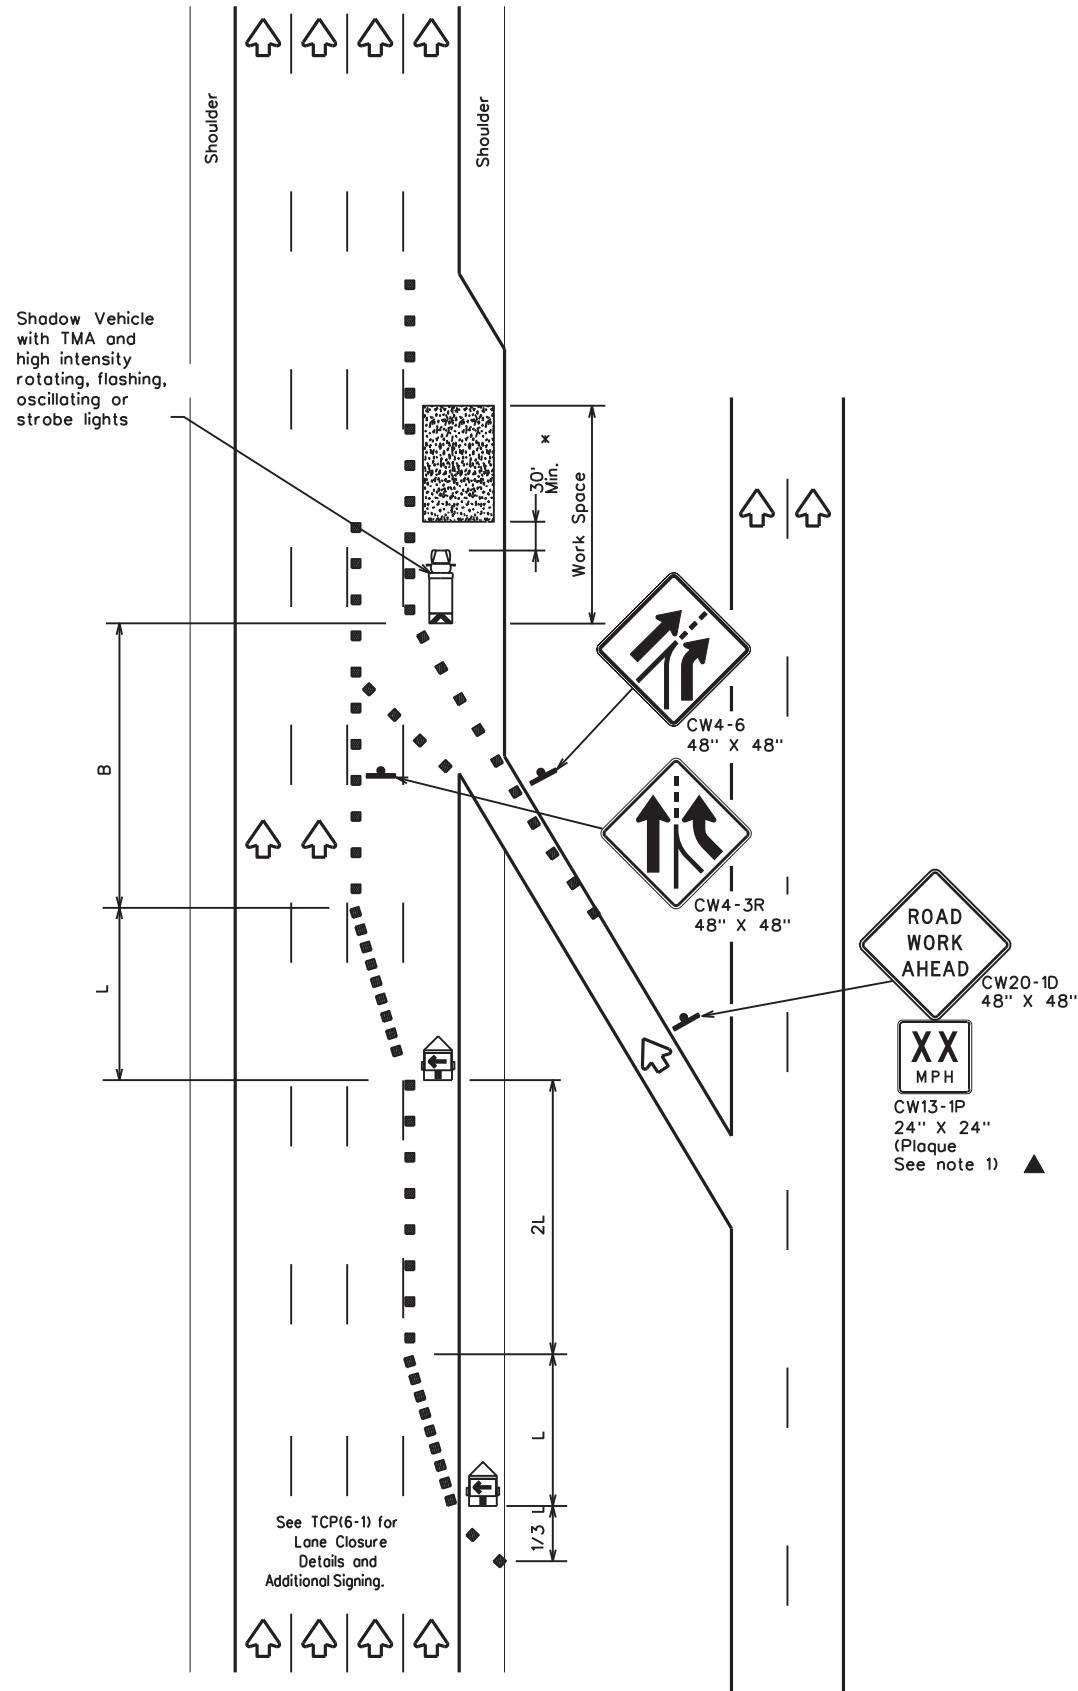 Shoulder
Shoulder
Shadow Vehicle
with TMA and
high intensity
rotating, flashing,
oscillating or
strobe lights
30'
Min.
*
Work Space
CW4-6
48" X 48"
B
CW4-3R
48" X 48"
ROAD
WORK
AHEAD
CW20-1D
48" X 48"
L
XX
MPH
CW13-1P
24" X 24"
(Plaque
See note 1)
2L
L
1/3 L
See TCP(6-1) for
Lane Closure
Details and
Additional Signing.